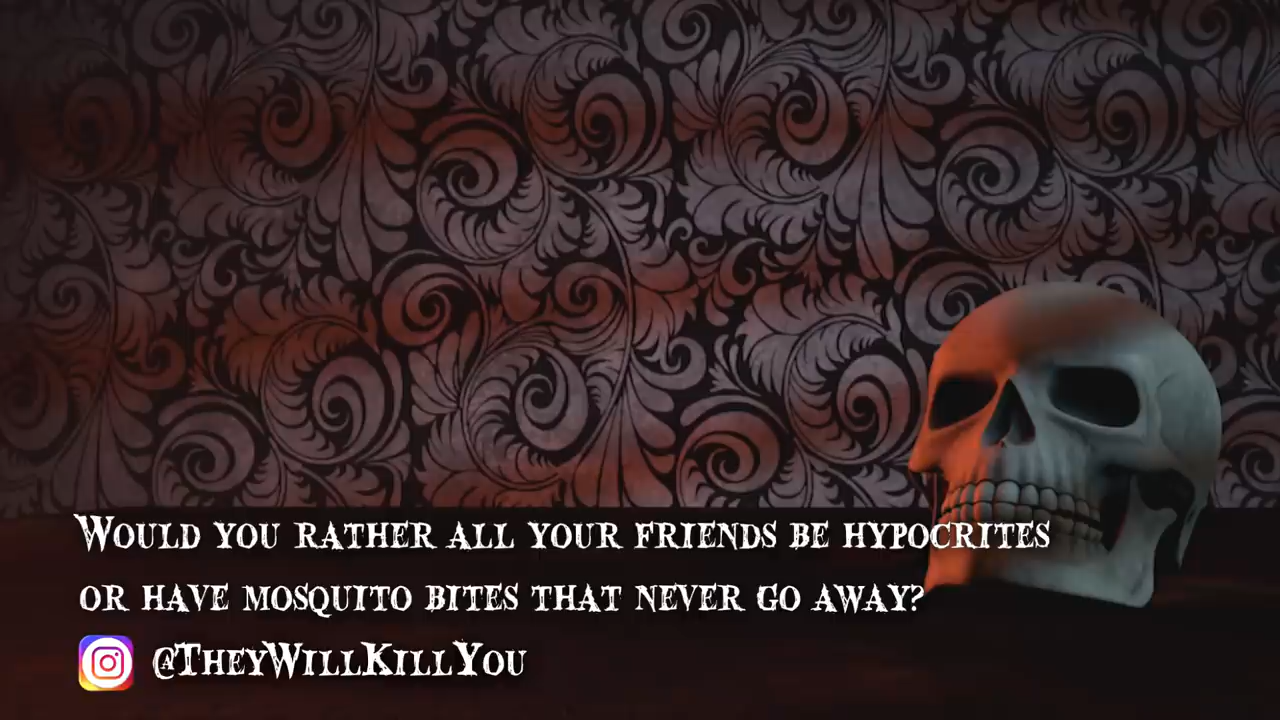 Would you rather all your friends be hypocrites
or have mosquito bites that never go away?
@TheyWillKillYou